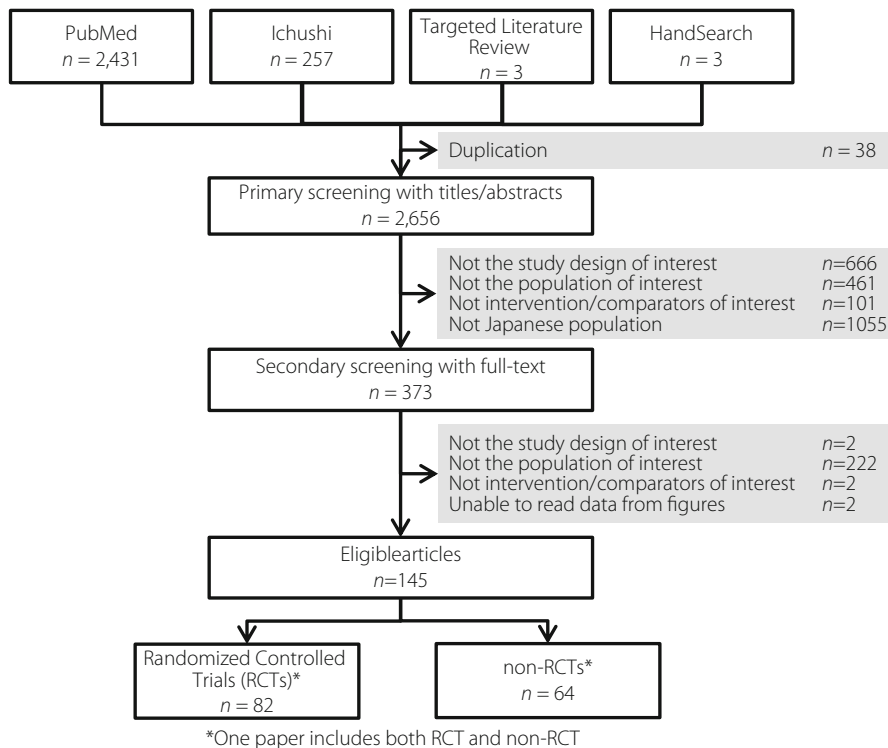 PubMed
n = 2,431
Ichushi
n = 257
Targeted Literature
Review
n = 3
HandSearch
n = 3
Duplication n = 38
Primary screening with titles/abstracts
n = 2,656
Not the study design of interest n=666
Not the population of interest n=461
Not intervention/comparators of interest n=101
Not Japanese population n=1055
Secondary screening with full-text
n = 373
Not the study design of interest n=2
Not the population of interest n=222
Not intervention/comparators of interest n=2
Unable to read data from figures n=2
Eligiblearticles
n=145
Randomized Controlled
Trials (RCTs)*
n = 82
non-RCTs*
n = 64
*One paper includes both RCT and non-RCT